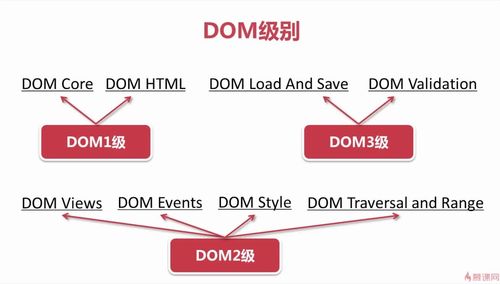 DOM级别
DOM Core DOM HTML DOM Load And Save DOM Validation
DOM1级 DOM3级
DOM Views DOM Events DOM Style DOM Traversal and Range
DOM2级
慕课网